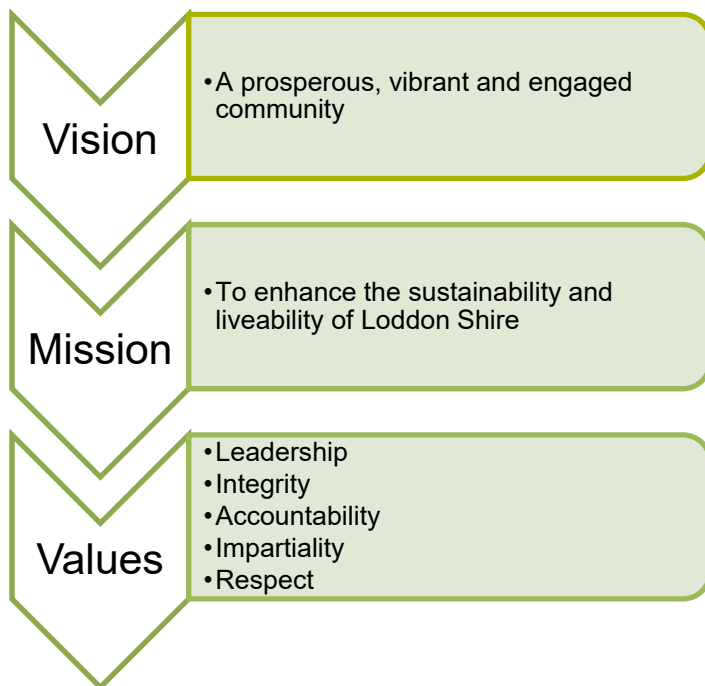 Vision
•A prosperous, vibrant and engaged
community
Mission
•To enhance the sustainability and
liveability of Loddon Shire
Values
•Leadership
•Integrity
•Accountability
•Impartiality
•Respect